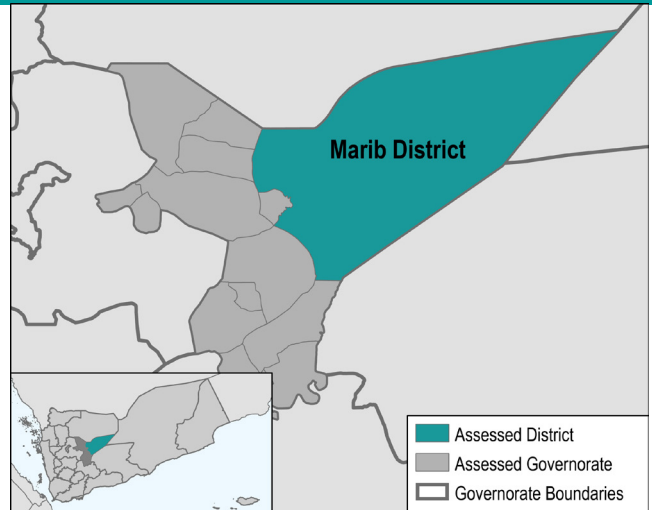 Marib District
Assessed District
Assessed Governorate
Governorate Boundaries